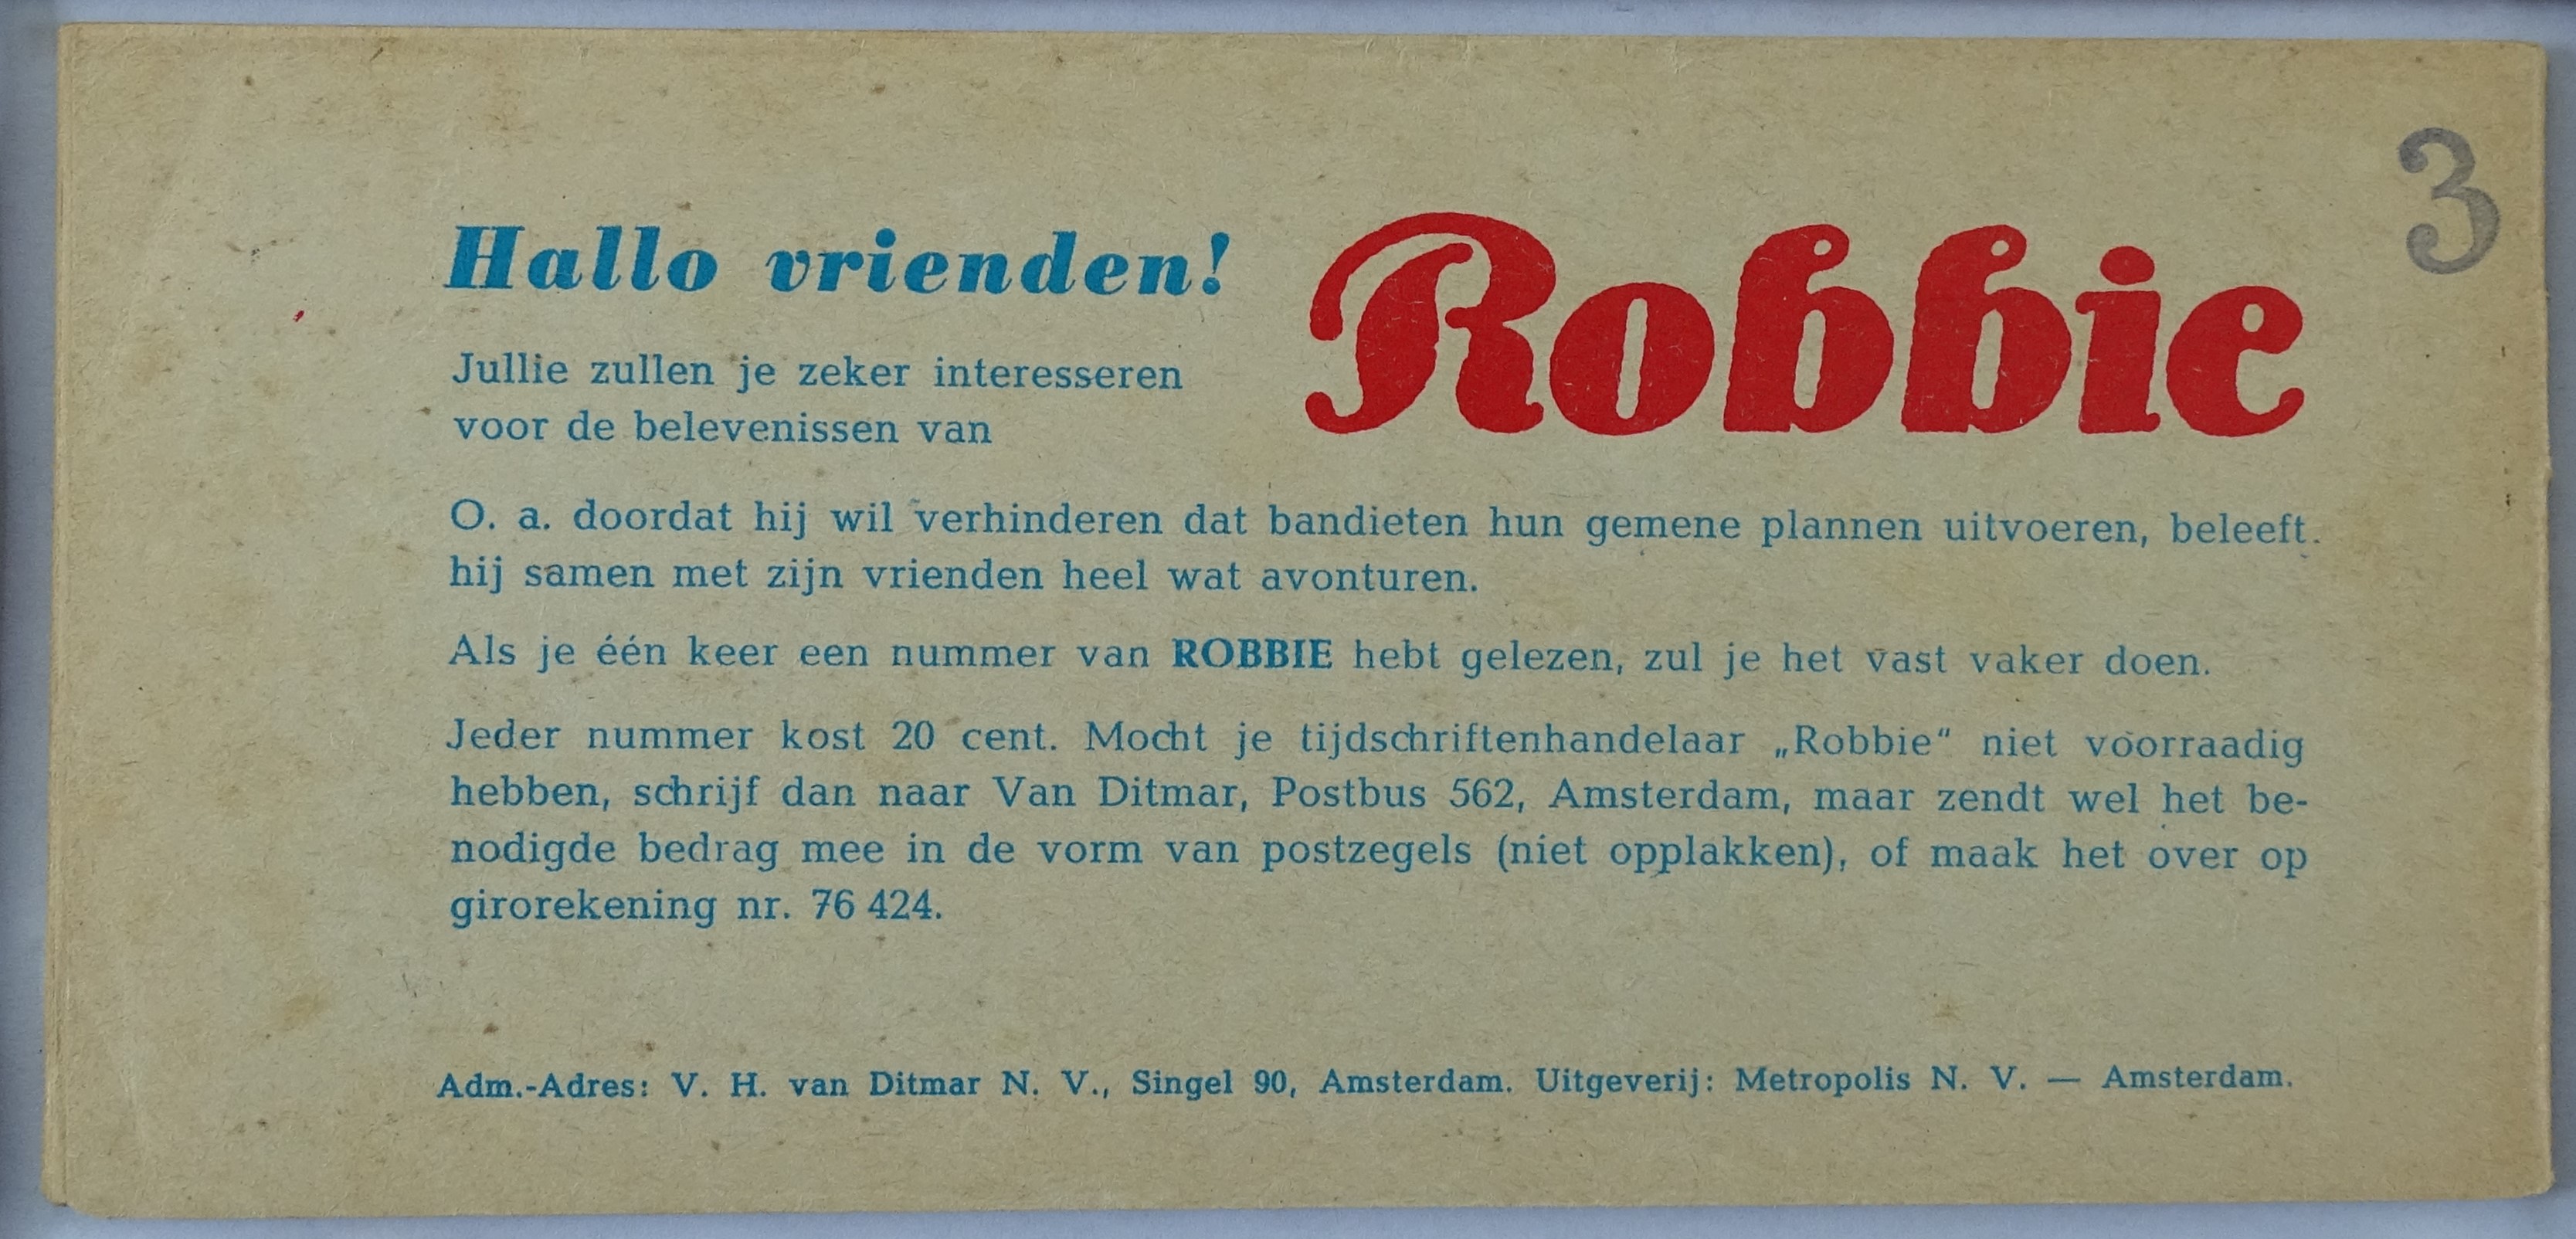 3
Hallo vrienden!
Jullie zullen je zeker interesseren
voor de belevenissen van
Robbie
O. a. doordat hij wil verhinderen dat bandieten hun gemene plannen uitvoeren, beleeft.
hij samen met zijn vrienden heel wat avonturen.
Als je één keer een nummer van ROBBIE hebt gelezen, zul je het vast vaker doen.
Jeder nummer kost 20 cent. Mocht je tijdschriftenhandelaar „Robbie“ niet voorraadig
hebben, schrijf dan naar Van Ditmar, Postbus 562, Amsterdam, maar zendt wel het be-
nodigde bedrag mee in de vorm van postzegels (niet opplakken), of maak het over op
girorekening nr. 76 424.
Adm.-Adres: V. H. van Ditmar N. V., Singel 90, Amsterdam. Uitgeverij: Metropolis N. V. — Amsterdam.